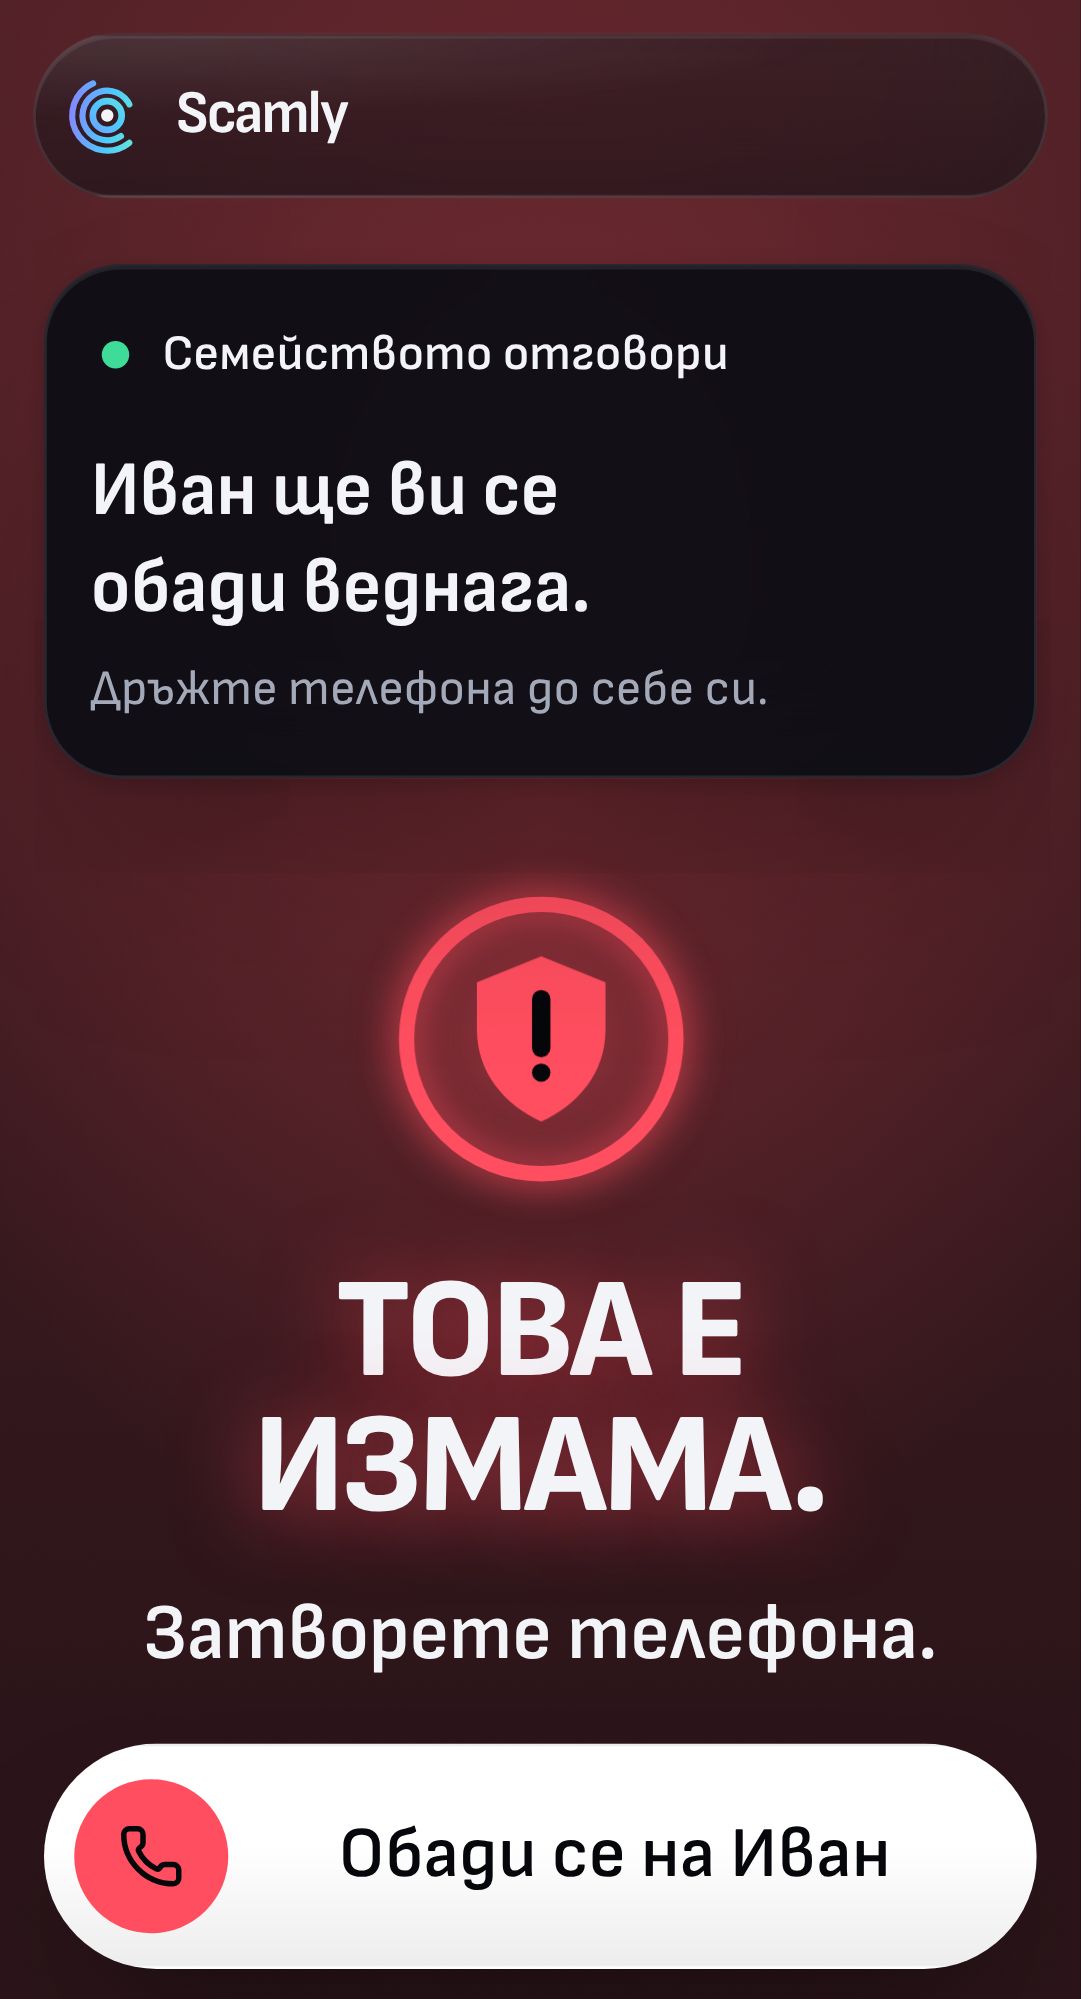 Scamly
Семейството отговори
Иван ще ви се
обади веднага.
Дръжте телефона до себе си.
ТОВА Е
ИЗМАМА.
Затворете телефона.
Обади се на Иван